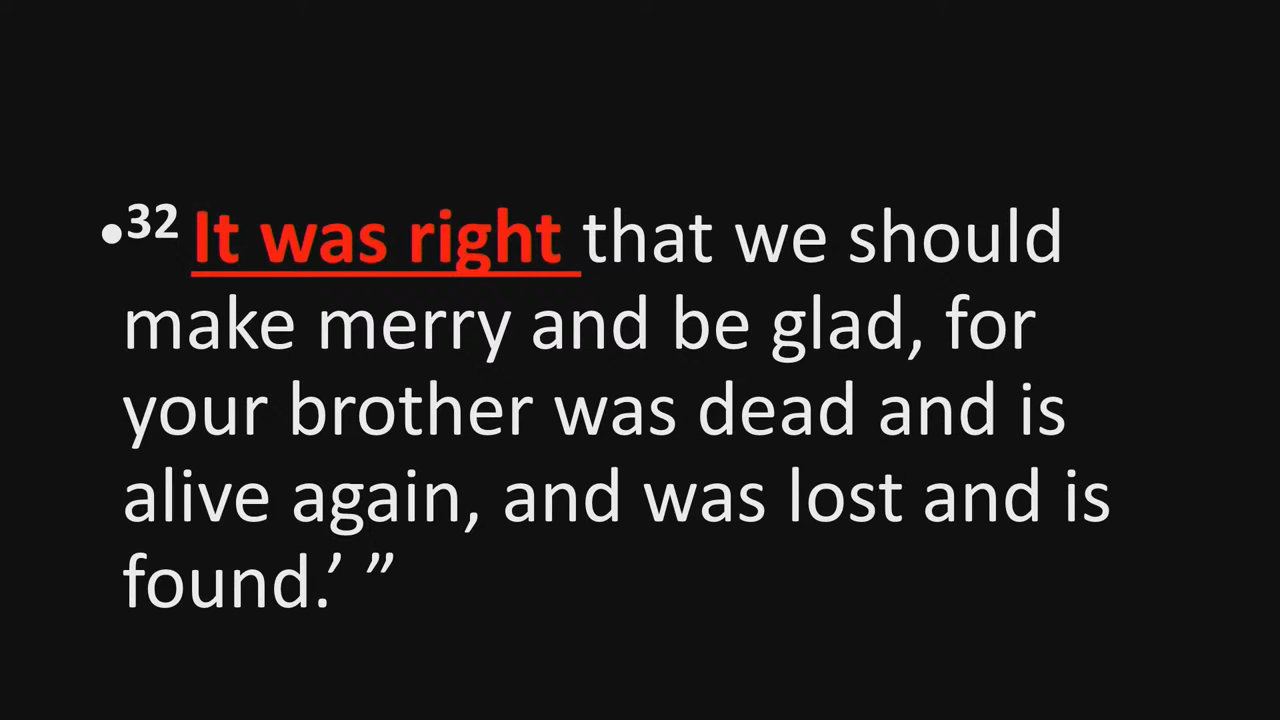 •32 It was right that we should
make merry and be glad, for
your brother was dead and is
alive again, and was lost and is
found.’ ”